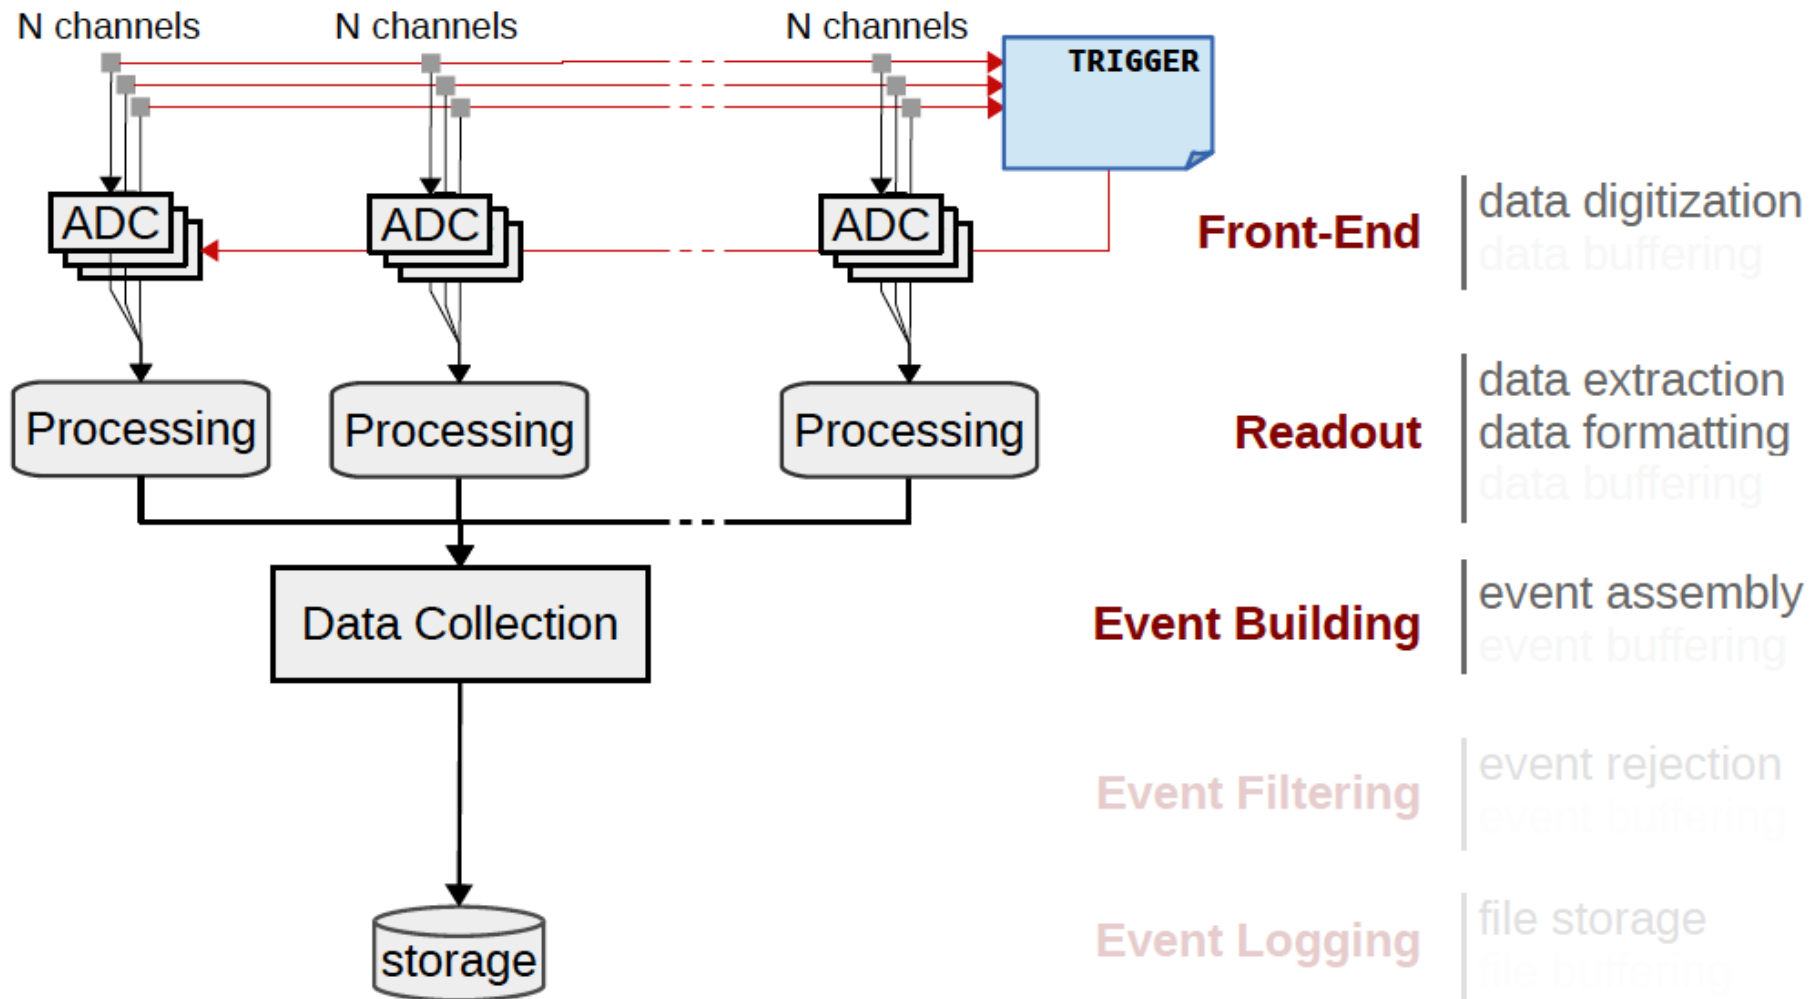 N channels
N channels
N channels
TRIGGER
ADC
ADC
ADC
Front-End
data digitization
data buffering
Processing
Processing
Processing
Readout
data extraction
data formatting
data buffering
Data Collection
Event Building
event assembly
event buffering
Event Filtering
event rejection
event buffering
storage
Event Logging
file storage
file buffering